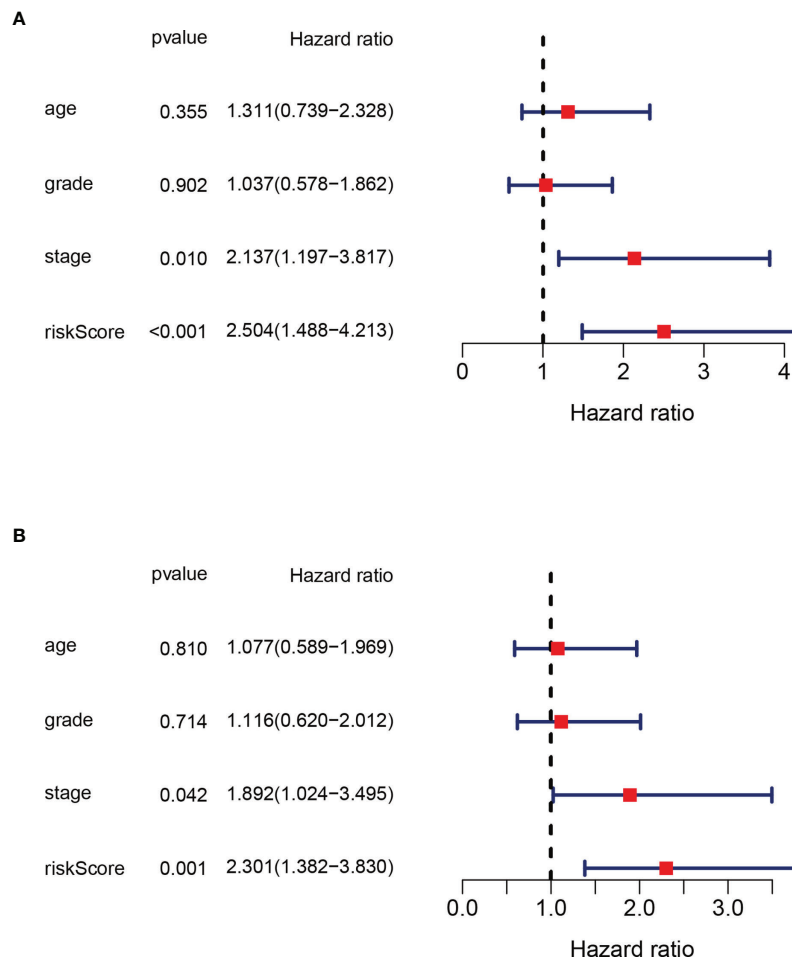 A
pvalue Hazard ratio
age 0.355 1.311(0.739−2.328)
grade 0.902 1.037(0.578−1.862)
stage 0.010 2.137(1.197−3.817)
riskScore <0.001 2.504(1.488−4.213)
0 1 2 3 4
Hazard ratio
B
pvalue Hazard ratio
age 0.810 1.077(0.589−1.969)
grade 0.714 1.116(0.620−2.012)
stage 0.042 1.892(1.024−3.495)
riskScore 0.001 2.301(1.382−3.830)
0.0 1.0 2.0 3.0
Hazard ratio